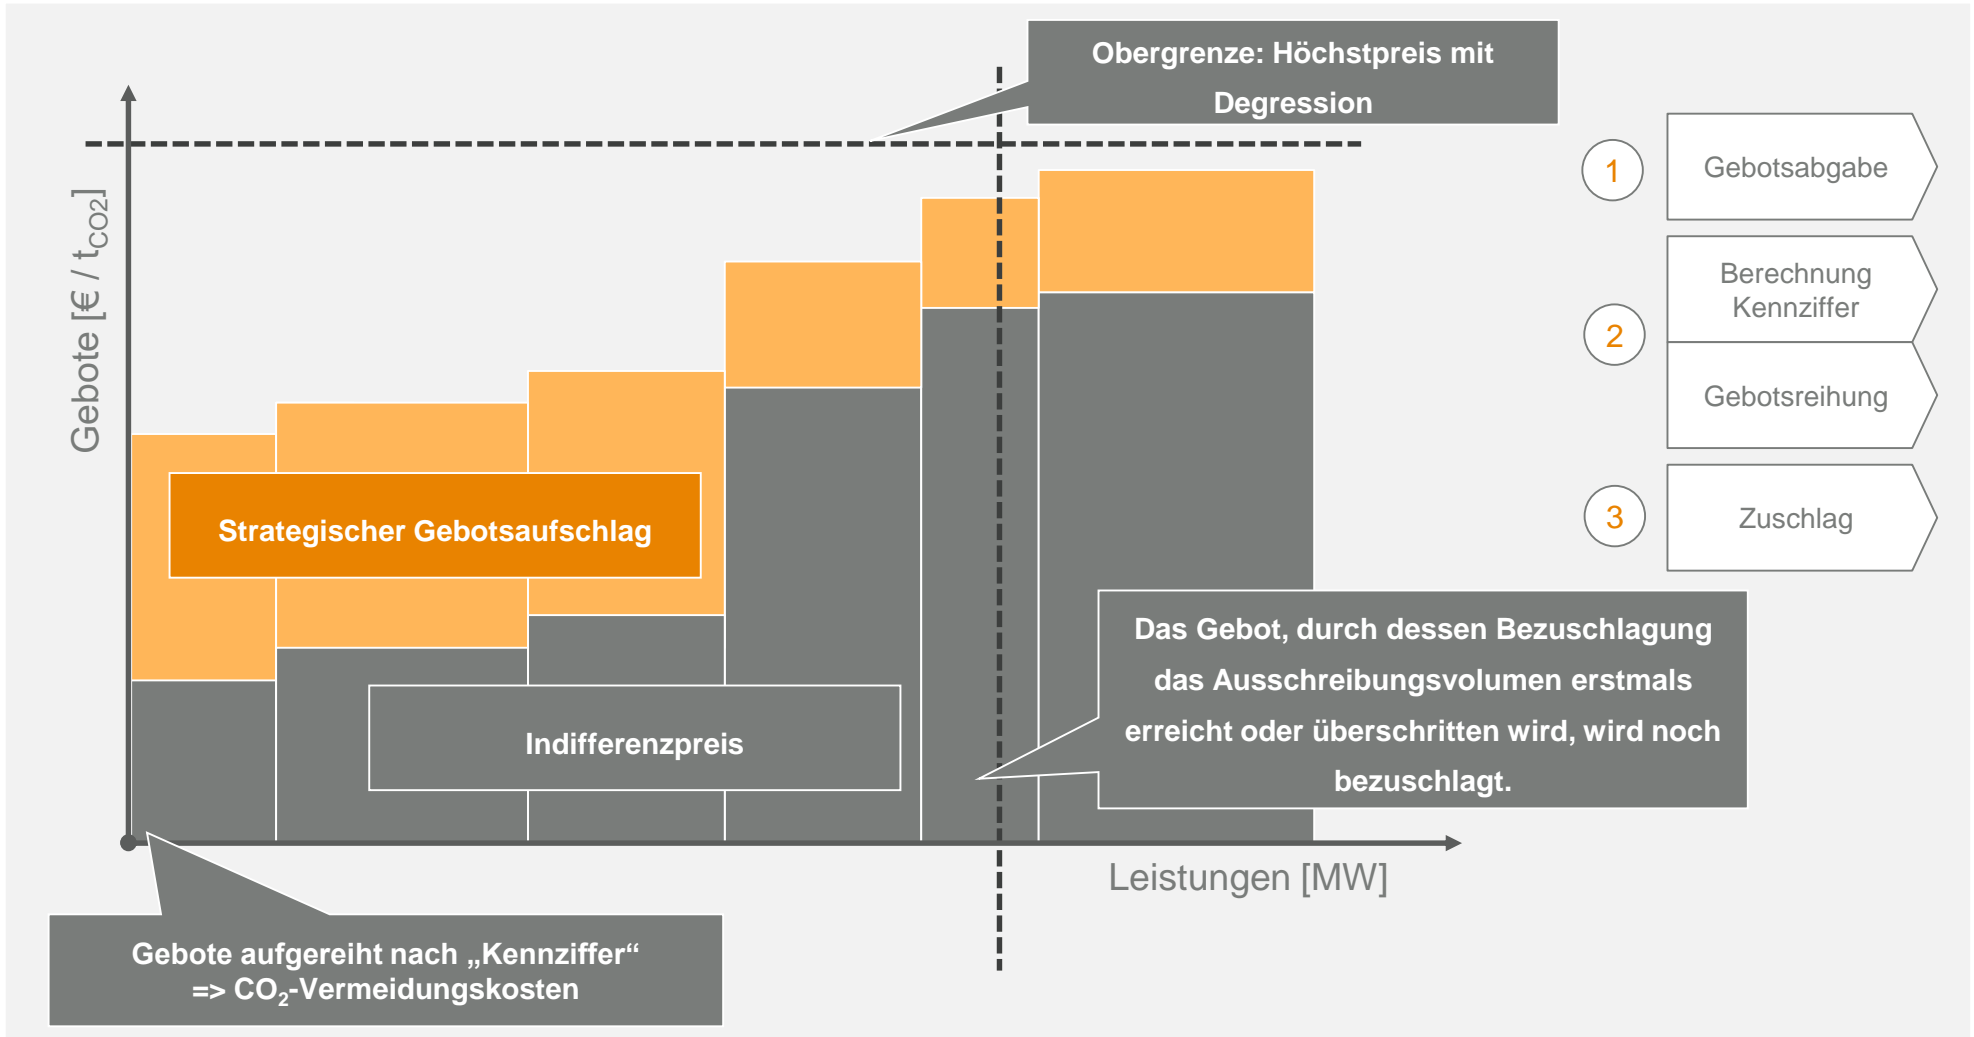 Obergrenze: Höchstpreis mit
Degression
Gebote [€ / tCO2]
Strategischer Gebotsaufschlag
Indifferenzpreis
Das Gebot, durch dessen Bezuschlagung
das Ausschreibungsvolumen erstmals
erreicht oder überschritten wird, wird noch
bezuschlagt.
Leistungen [MW]
Gebote aufgereiht nach „Kennziffer“
=> CO2-Vermeidungskosten
1
Gebotsabgabe
2
Berechnung
Kennziffer
Gebotsreihung
3
Zuschlag